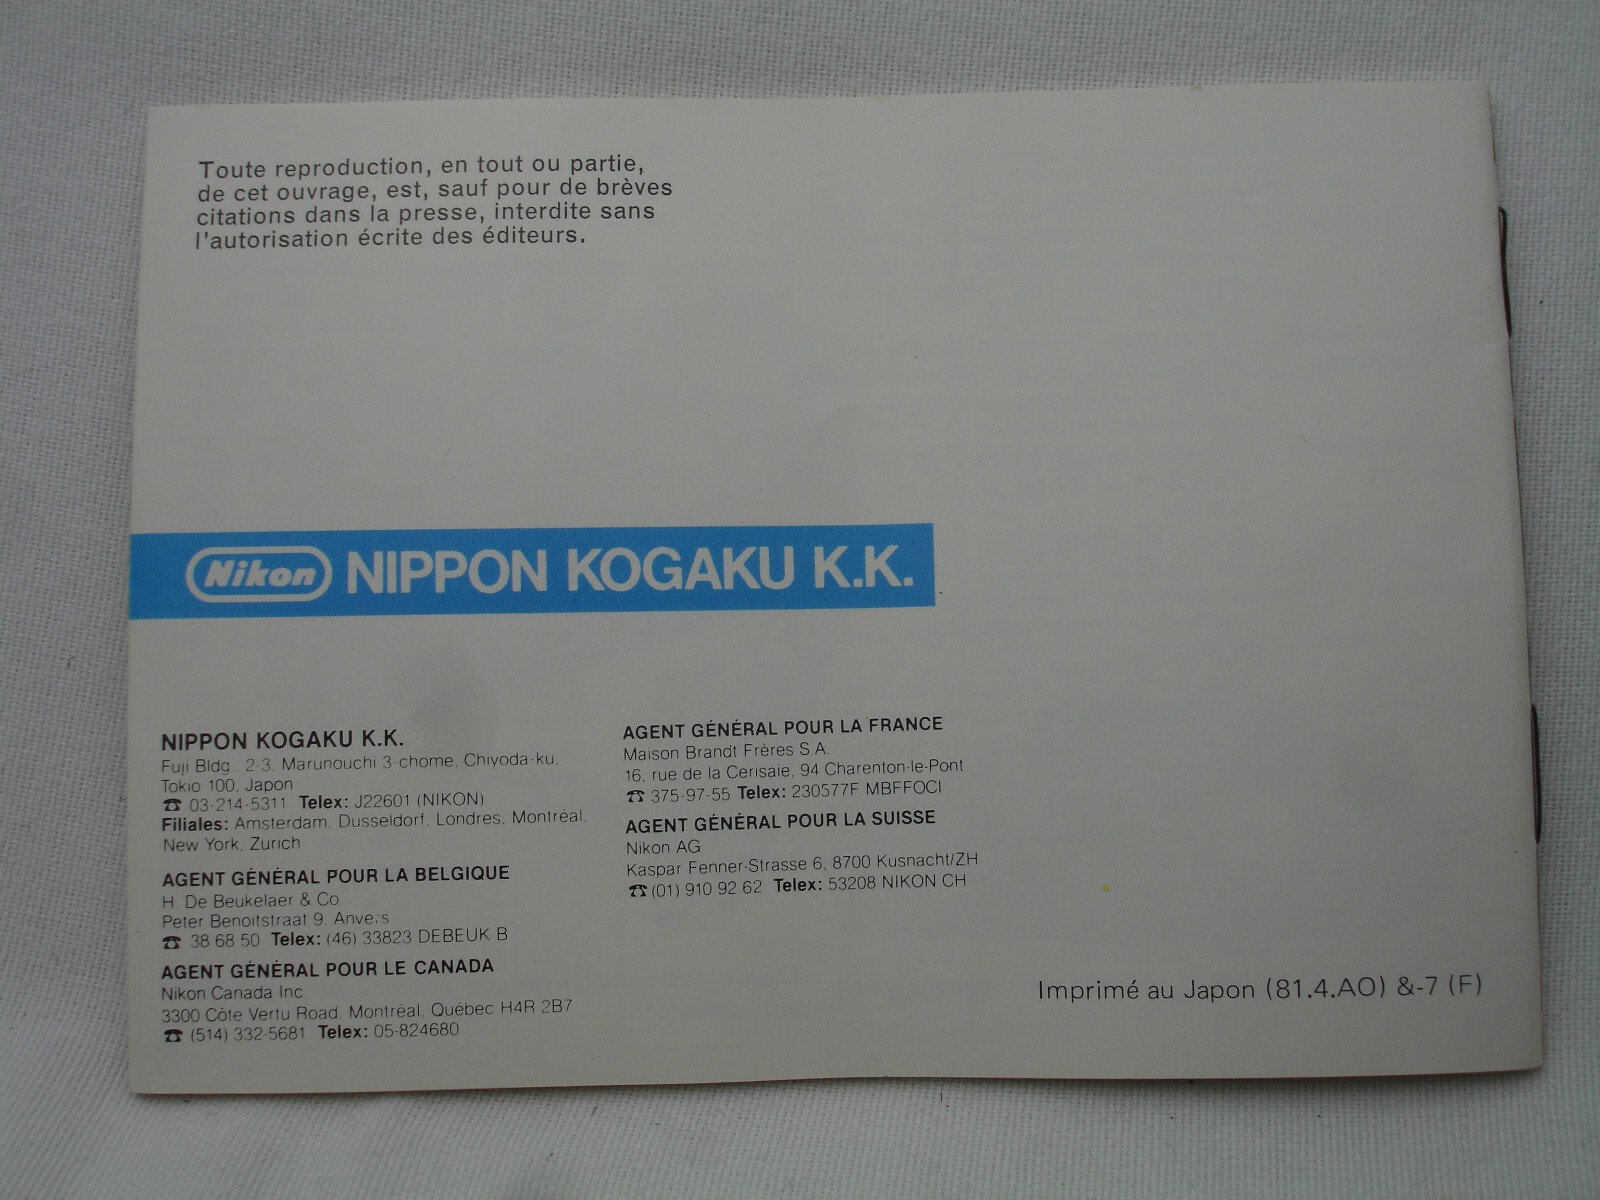 Toute reproduction, en tout ou partie,
de cet ouvrage, est, sauf pour de brèves
citations dans la presse, interdite sans
l'autorisation écrite des éditeurs.
Nikon NIPPON KOGAKU K.K.
NIPPON KOGAKU K.K.
Fuji Bldg., 2-3, Marunouchi 3-chome, Chiyoda-ku,
Tokio 100, Japon
☎ 03-214-5311 Telex: J22601 (NIKON)
Filiales: Amsterdam, Dusseldorf, Londres, Montréal,
New York, Zurich
AGENT GÉNÉRAL POUR LA BELGIQUE
H. De Beukelaer & Co.
Peter Benoitstraat 9, Anvers
☎ 38 68 50 Telex: (46) 33823 DEBEUK B
AGENT GÉNÉRAL POUR LE CANADA
Nikon Canada Inc.
3300 Côte Vertu Road, Montréal, Québec H4R 2B7
☎ (514) 332-5681 Telex: 05-824680
AGENT GÉNÉRAL POUR LA FRANCE
Maison Brandt Frères S.A.
16, rue de la Cerisaie, 94 Charenton-le-Pont
☎ 375-97-55 Telex: 230577F MBFFOCI
AGENT GÉNÉRAL POUR LA SUISSE
Nikon AG
Kaspar Fenner-Strasse 6, 8700 Kusnacht/ZH
☎ (01) 910 92 62 Telex: 53208 NIKON CH
Imprimé au Japon (81.4.AO) &-7 (F)